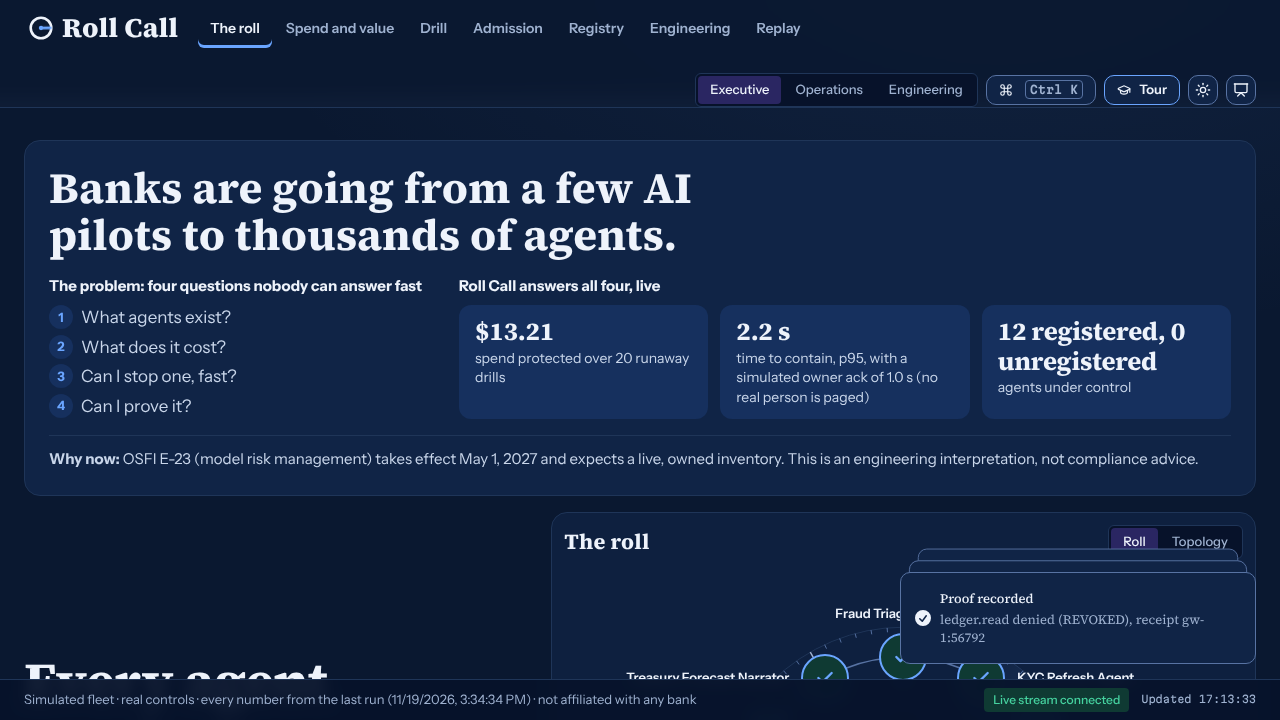 Roll Call
The roll
Spend and value
Drill
Admission
Registry
Engineering
Replay
Executive
Operations
Engineering
⌘ Ctrl K
Tour
Banks are going from a few AI
pilots to thousands of agents.
The problem: four questions nobody can answer fast
1 What agents exist?
2 What does it cost?
3 Can I stop one, fast?
4 Can I prove it?
Roll Call answers all four, live
$13.21
spend protected over 20 runaway
drills
2.2 s
time to contain, p95, with a
simulated owner ack of 1.0 s (no
real person is paged)
12 registered, 0
unregistered
agents under control
Why now: OSFI E-23 (model risk management) takes effect May 1, 2027 and expects a live, owned inventory. This is an engineering interpretation, not compliance advice.
Every agent
The roll
Roll
Topology
Fraud Triag
Treasury Forecast Narrator
KYC Refresh Agent
Proof recorded
ledger.read denied (REVOKED), receipt gw-
1:56792
Simulated fleet · real controls · every number from the last run (11/19/2026, 3:34:34 PM) · not affiliated with any bank
Live stream connected
Updated 17:13:33